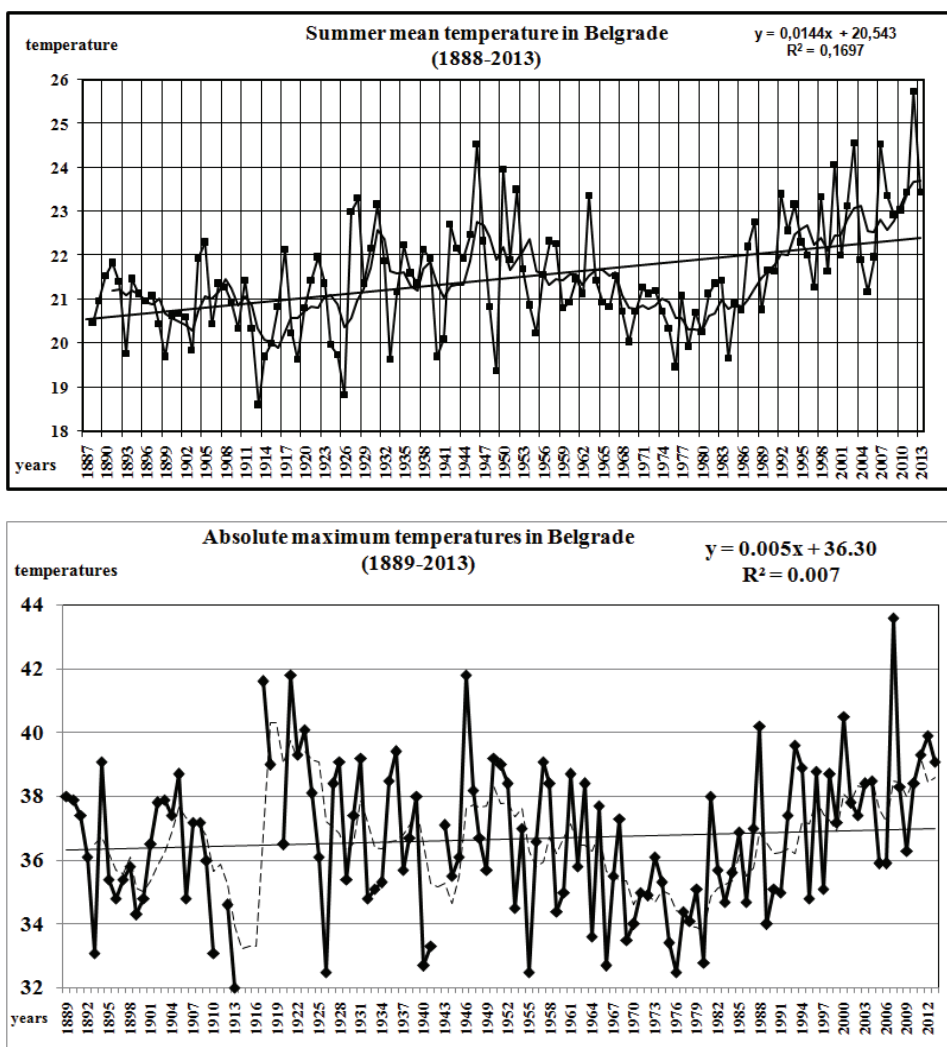 Summer mean temperature in Belgrade
(1888-2013)
y = 0,0144x + 20,543
R² = 0,1697
temperature
26
25
24
23
22
21
20
19
18
years
1887 1890 1893 1896 1899 1902 1905 1908 1911 1914 1917 1920 1923 1926 1929 1932 1935 1938 1941 1944 1947 1950 1953 1956 1959 1962 1965 1968 1971 1974 1977 1980 1983 1986 1989 1992 1995 1998 2001 2004 2007 2010 2013
Absolute maximum temperatures in Belgrade
(1889-2013)
y = 0.005x + 36.30
R² = 0.007
temperatures
44
42
40
38
36
34
32
years
1889 1892 1895 1898 1901 1904 1907 1910 1913 1916 1919 1922 1925 1928 1931 1934 1937 1940 1943 1946 1949 1952 1955 1958 1961 1964 1967 1970 1973 1976 1979 1982 1985 1988 1991 1994 1997 2000 2003 2006 2009 2012